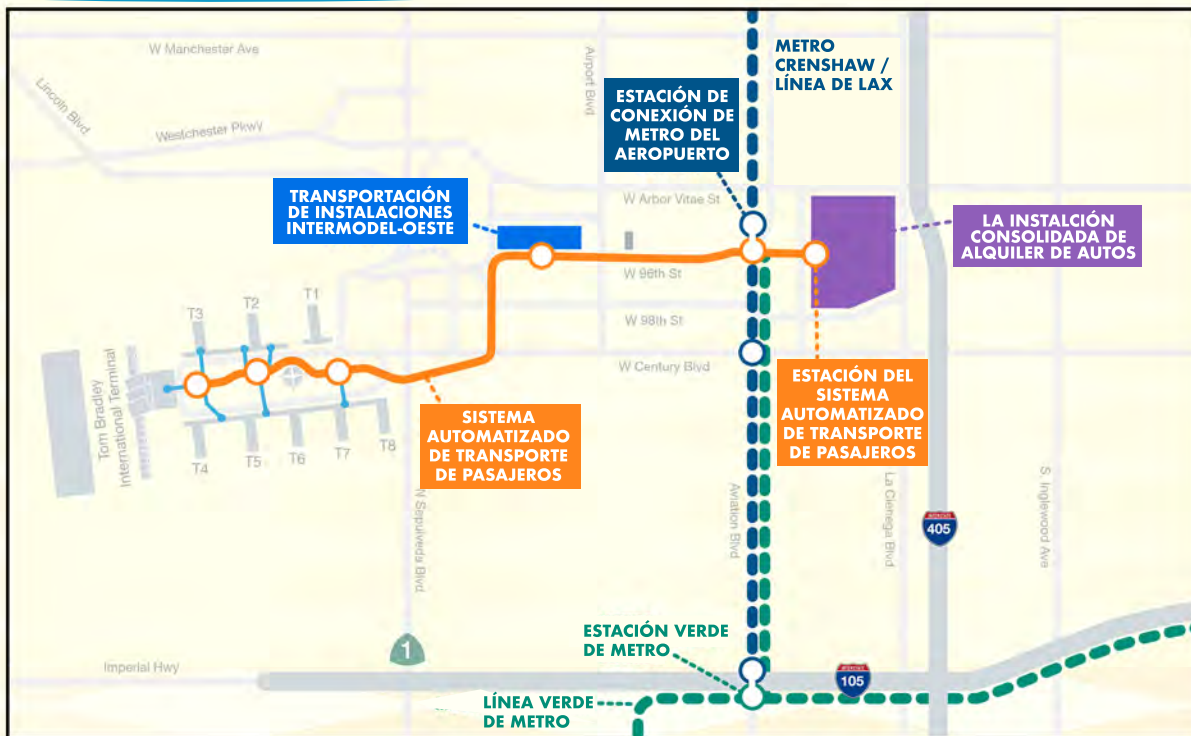 W Manchester Ave
Lincoln Blvd
Westchester Pkwy
Airport Blvd
METRO
CRENSHAW /
LÍNEA DE LAX
ESTACIÓN DE
CONEXIÓN DE
METRO DEL
AEROPUERTO
TRANSPORTACIÓN
DE INSTALACIONES
INTERMODEL-OESTE
W Arbor Vitae St
LA INSTALCIÓN
CONSOLIDADA DE
ALQUILER DE AUTOS
W 96th St
W 98th St
W Century Blvd
T3
T2
T1
Tom Bradley
International Terminal
T4
T5
T6
T7
T8
SISTEMA
AUTOMATIZADO
DE TRANSPORTE
DE PASAJEROS
ESTACIÓN DEL
SISTEMA
AUTOMATIZADO
DE TRANSPORTE
DE PASAJEROS
N Sepulveda Blvd
Aviation Blvd
La Cienega Blvd
S. Inglewood Ave
INTERSTATE
405
1
ESTACIÓN VERDE
DE METRO
Imperial Hwy
INTERSTATE
105
LÍNEA VERDE
DE METRO